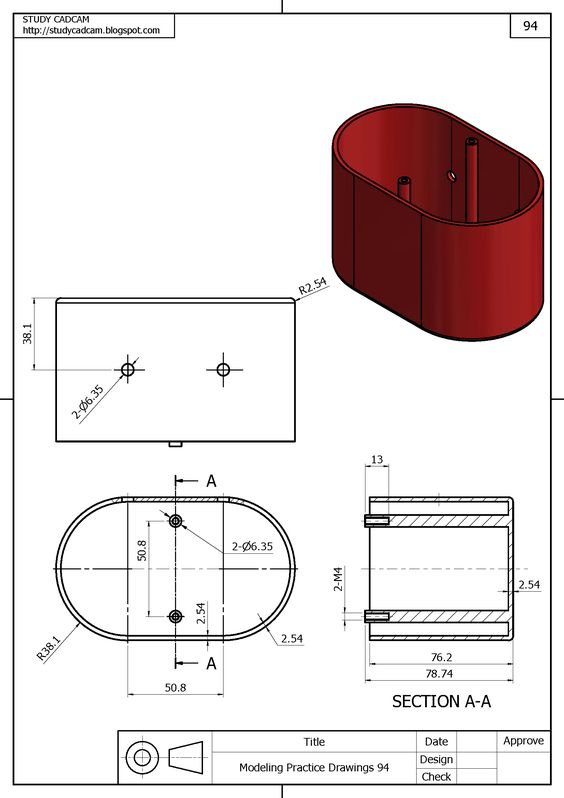 STUDY CADCAM
http://studycadcam.blogspot.com
94
R2.54
38.1
2-Ø6.35
A
13
50.8
2-Ø6.35
2-M4
2.54
2.54
2.54
R38.1
A
50.8
76.2
78.74
SECTION A-A
Title
Date
Approve
Modeling Practice Drawings 94
Design
Check